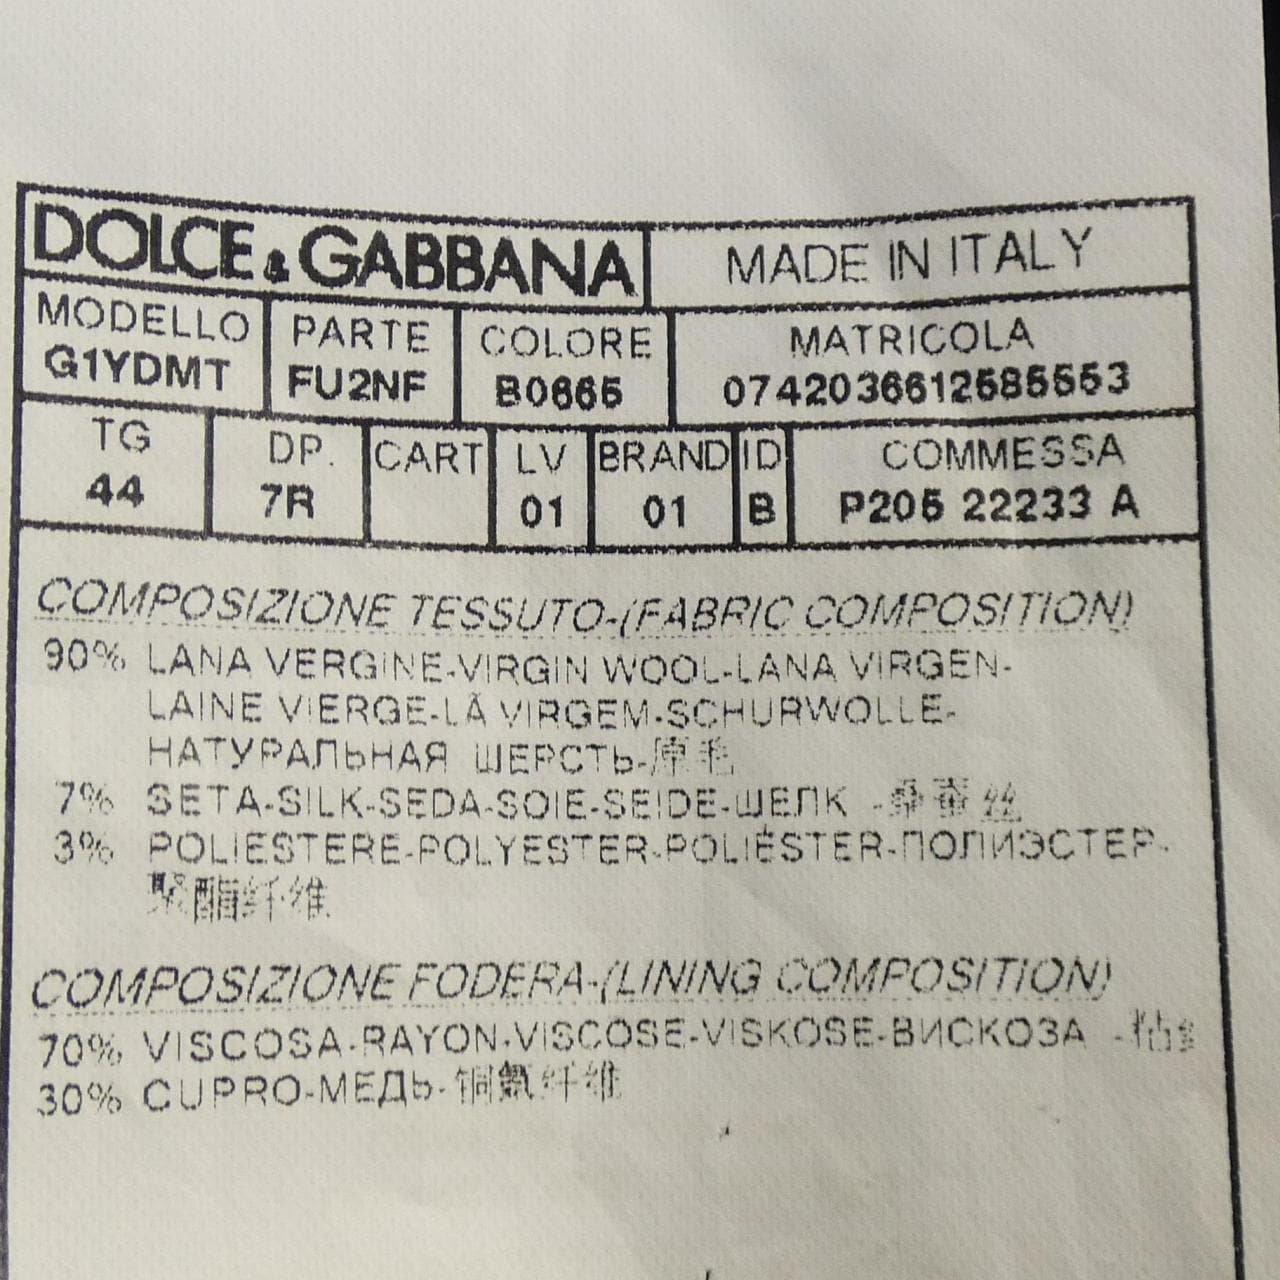 DOLCE & GABBANA MADE IN ITALY
MODELLO PARTE COLORE MATRICOLA
G1YDMT FU2NF B0665 0742036612585553
TG DP. CART LV BRAND ID COMMESSA
44 7R 01 01 B P205 22233 A
COMPOSIZIONE TESSUTO-(FABRIC COMPOSITION)
90% LANA VERGINE-VIRGIN WOOL-LANA VIRGEN-
LAINE VIERGE-LÃ VIRGEM-SCHURWOLLE-
НАТУРАЛЬНАЯ ШЕРСТЬ-原毛
7% SETA-SILK-SEDA-SOIE-SEIDE-ШЕЛК -桑蚕丝
3% POLIESTERE-POLYESTER-POLIÉSTER-ПОЛИЭСТЕР-
聚酯纤维
COMPOSIZIONE FODERA-(LINING COMPOSITION)
70% VISCOSA-RAYON-VISCOSE-VISKOSE-ВИСКОЗА -粘
30% CUPRO-МЕДЬ-铜氨纤维